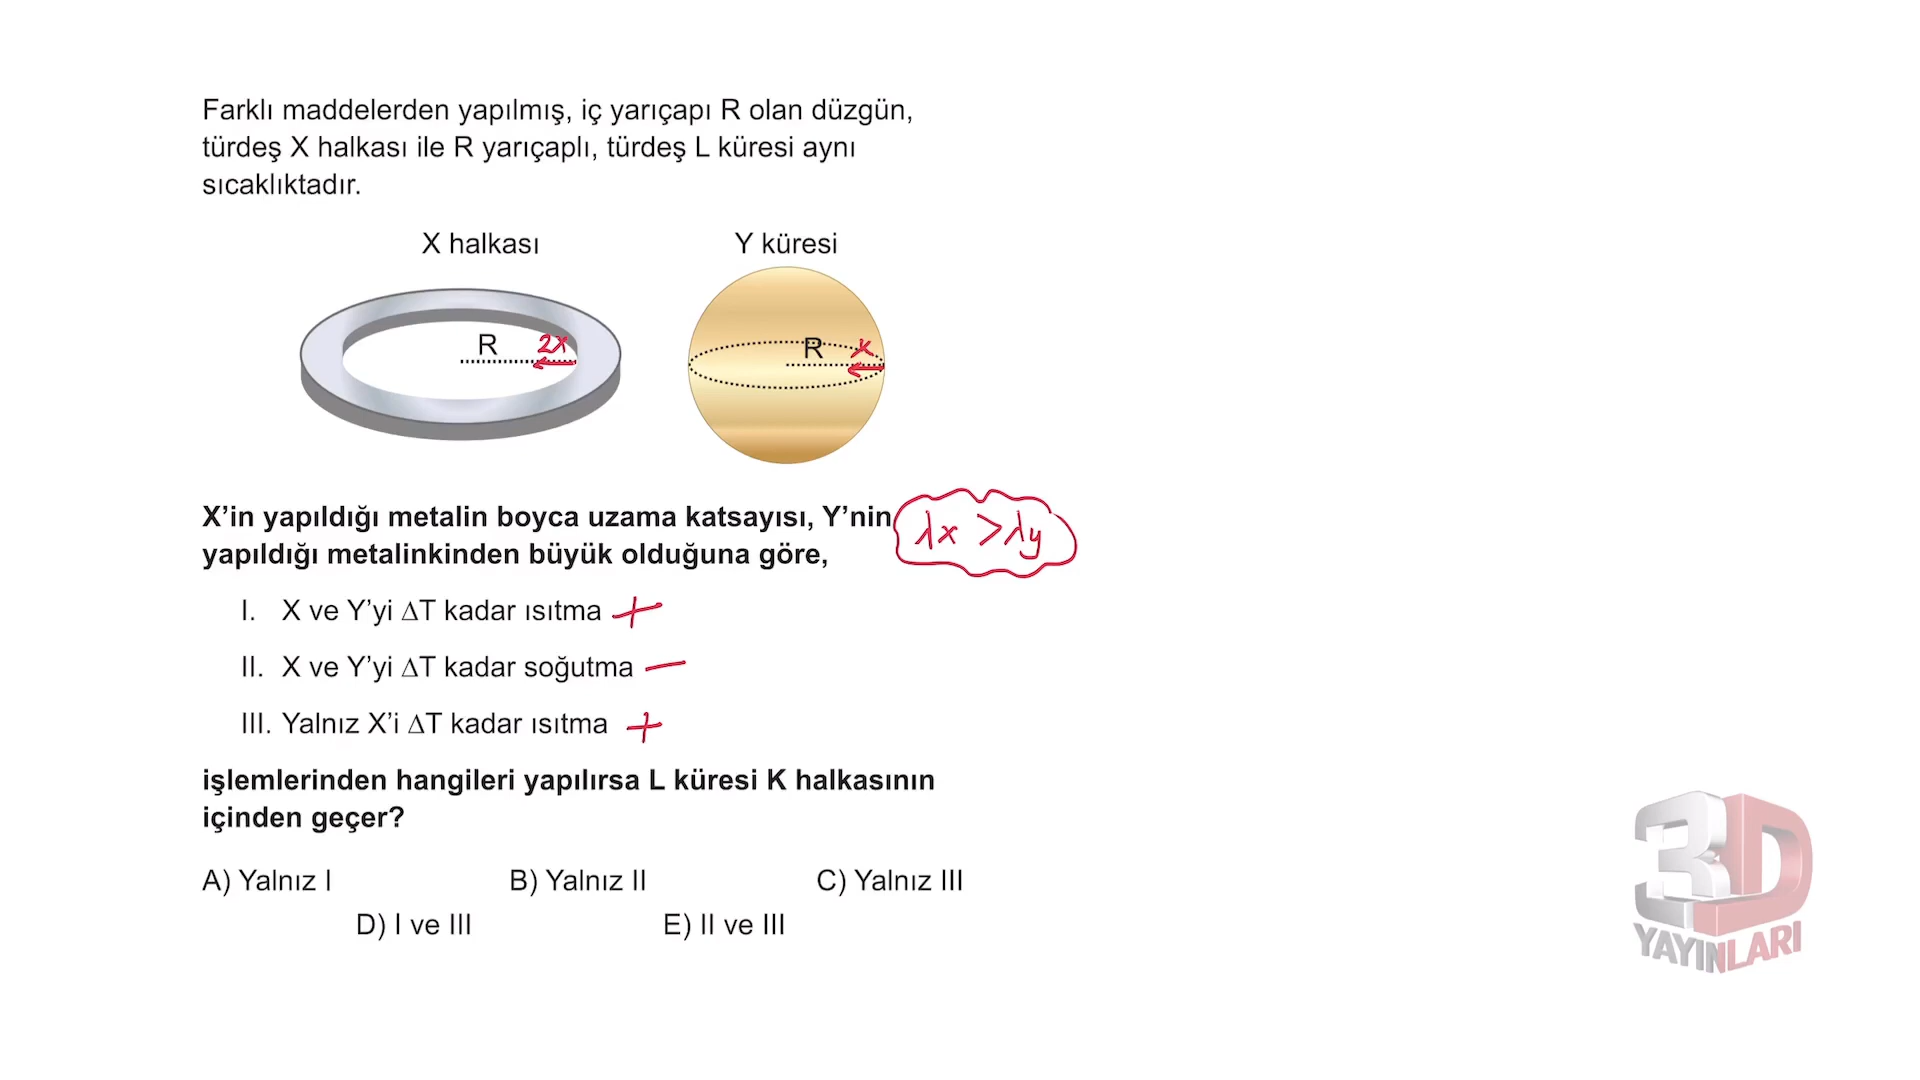 Farklı maddelerden yapılmış, iç yarıçapı R olan düzgün,
türdeş X halkası ile R yarıçaplı, türdeş L küresi aynı
sıcaklıktadır.
X halkası
Y küresi
R 2x
R x
X’in yapıldığı metalin boyca uzama katsayısı, Y’nin
yapıldığı metalinkinden büyük olduğuna göre,
λx > λy
I. X ve Y’yi ∆T kadar ısıtma +
II. X ve Y’yi ∆T kadar soğutma −
III. Yalnız X’i ∆T kadar ısıtma +
işlemlerinden hangileri yapılırsa L küresi K halkasının
içinden geçer?
A) Yalnız I B) Yalnız II C) Yalnız III
D) I ve III E) II ve III
3D
YAYINLARI